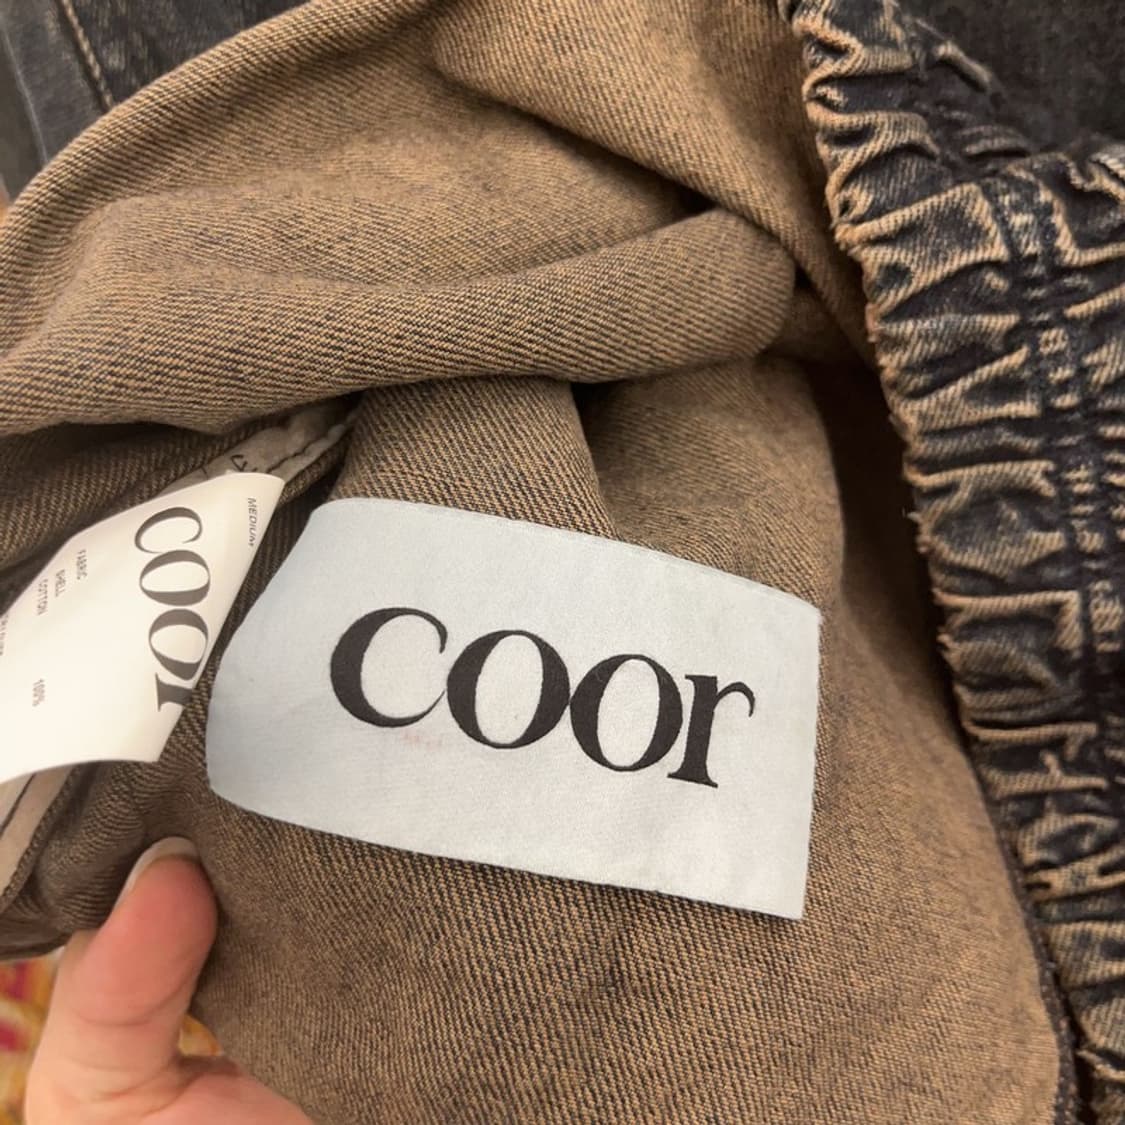 coor
MEDIUM
coor
FABRIC
SHELL
COTTON 100%